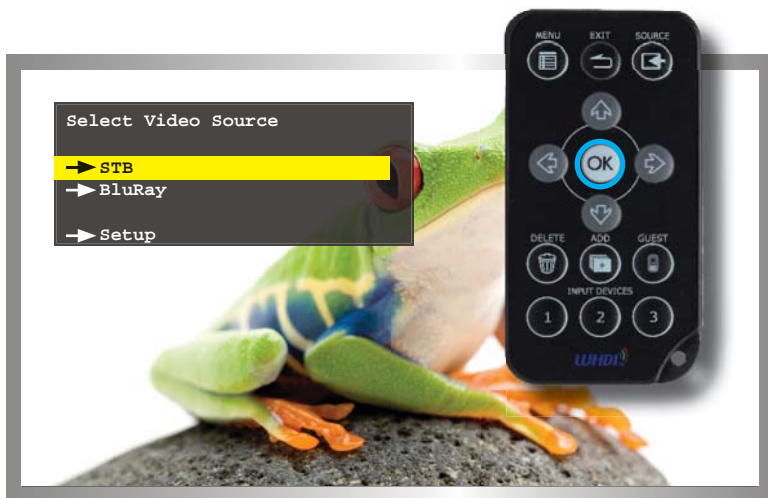 Select Video Source
STB
BluRay
Setup
MENU EXIT SOURCE
OK
DELETE ADD GUEST
INPUT DEVICES
1 2 3
WHDI